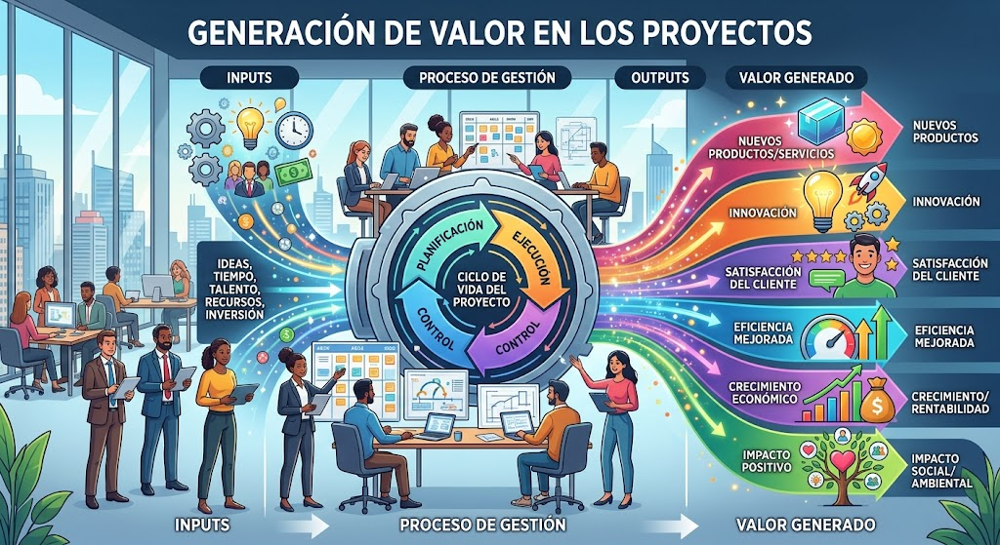 GENERACIÓN DE VALOR EN LOS PROYECTOS
INPUTS
PROCESO DE GESTIÓN
OUTPUTS
VALOR GENERADO
IDEAS,
TIEMPO,
TALENTO,
RECURSOS,
INVERSIÓN
PLANIFICACIÓN
EJECUCIÓN
CONTROL
CONTROL
CICLO DE
VIDA DEL
PROYECTO
AGILE
NUEVOS
PRODUCTOS/SERVICIOS
NUEVOS
PRODUCTOS
INNOVACIÓN
INNOVACIÓN
SATISFACCIÓN
DEL CLIENTE
SATISFACCIÓN
DEL CLIENTE
EFICIENCIA
MEJORADA
EFICIENCIA
MEJORADA
CRECIMIENTO
ECONÓMICO
$
CRECIMIENTO/
RENTABILIDAD
IMPACTO
POSITIVO
IMPACTO
SOCIAL/
AMBIENTAL
INPUTS
PROCESO DE GESTIÓN
VALOR GENERADO